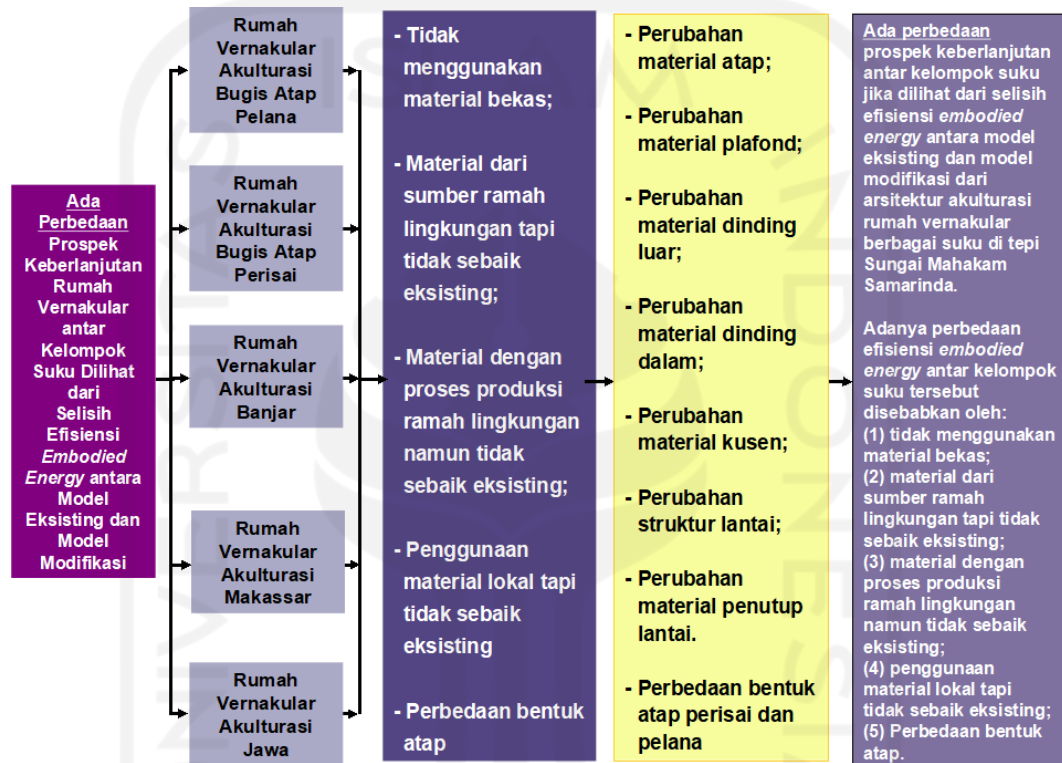 Ada
Perbedaan
Prospek
Keberlanjutan
Rumah
Vernakular
antar
Kelompok
Suku Dilihat
dari
Selisih
Efisiensi
Embodied
Energy antara
Model
Eksisting dan
Model
Modifikasi
Rumah
Vernakular
Akulturasi
Bugis Atap
Pelana
Rumah
Vernakular
Akulturasi
Bugis Atap
Perisai
Rumah
Vernakular
Akulturasi
Banjar
Rumah
Vernakular
Akulturasi
Makassar
Rumah
Vernakular
Akulturasi
Jawa
- Tidak
menggunakan
material bekas;
- Material dari
sumber ramah
lingkungan tapi
tidak sebaik
eksisting;
- Material dengan
proses produksi
ramah lingkungan
namun tidak
sebaik eksisting;
- Penggunaan
material lokal tapi
tidak sebaik
eksisting
- Perbedaan bentuk
atap
- Perubahan
material atap;
- Perubahan
material plafond;
- Perubahan
material dinding
luar;
- Perubahan
material dinding
dalam;
- Perubahan
material kusen;
- Perubahan
struktur lantai;
- Perubahan
material penutup
lantai.
- Perbedaan bentuk
atap perisai dan
pelana
Ada perbedaan
prospek keberlanjutan
antar kelompok suku
jika dilihat dari selisih
efisiensi embodied
energy antara model
eksisting dan model
modifikasi dari
arsitektur akulturasi
rumah vernakular
berbagai suku di tepi
Sungai Mahakam
Samarinda.
Adanya perbedaan
efisiensi embodied
energy antar kelompok
suku tersebut
disebabkan oleh:
(1) tidak menggunakan
material bekas;
(2) material dari
sumber ramah
lingkungan tapi tidak
sebaik eksisting;
(3) material dengan
proses produksi
ramah lingkungan
namun tidak sebaik
eksisting;
(4) penggunaan
material lokal tapi
tidak sebaik eksisting;
(5) Perbedaan bentuk
atap.
UNIVERSITAS
ISLAM
INDONESIA